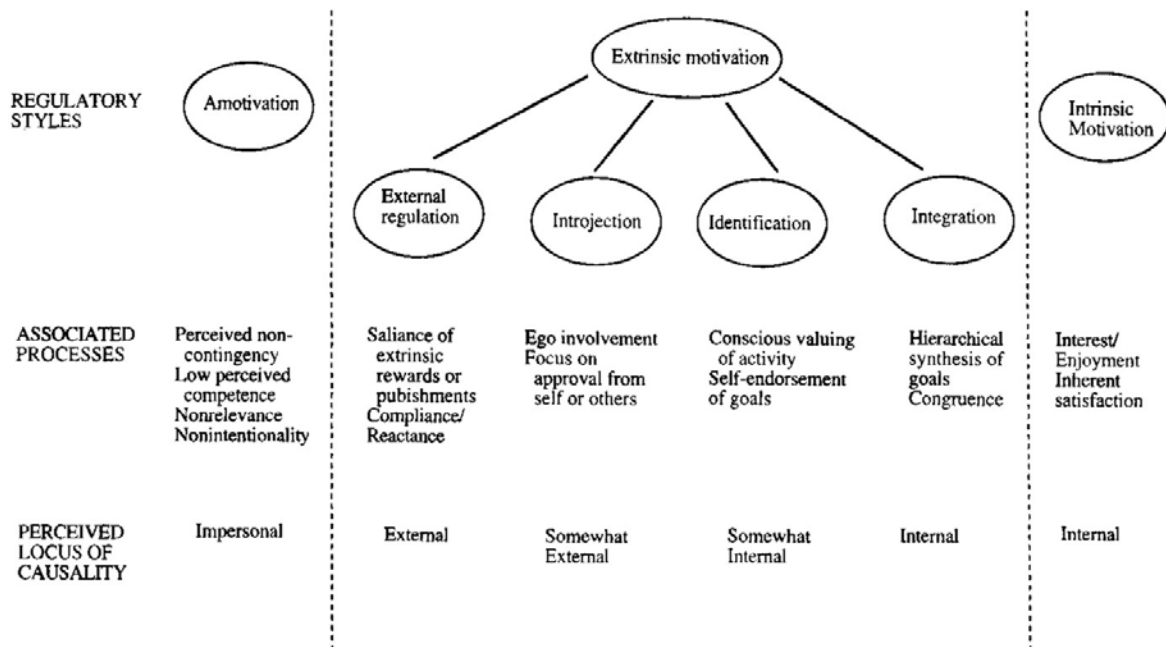 Extrinsic motivation
REGULATORY
STYLES
Amotivation
Intrinsic
Motivation
External
regulation
Introjection
Identification
Integration
ASSOCIATED
PROCESSES
Perceived non-
contingency
Low perceived
competence
Nonrelevance
Nonintentionality
Saliance of
extrinsic
rewards or
pubishments
Compliance/
Reactance
Ego involvement
Focus on
approval from
self or others
Conscious valuing
of activity
Self-endorsement
of goals
Hierarchical
synthesis of
goals
Congruence
Interest/
Enjoyment
Inherent
satisfaction
PERCEIVED
LOCUS OF
CAUSALITY
Impersonal
External
Somewhat
External
Somewhat
Internal
Internal
Internal